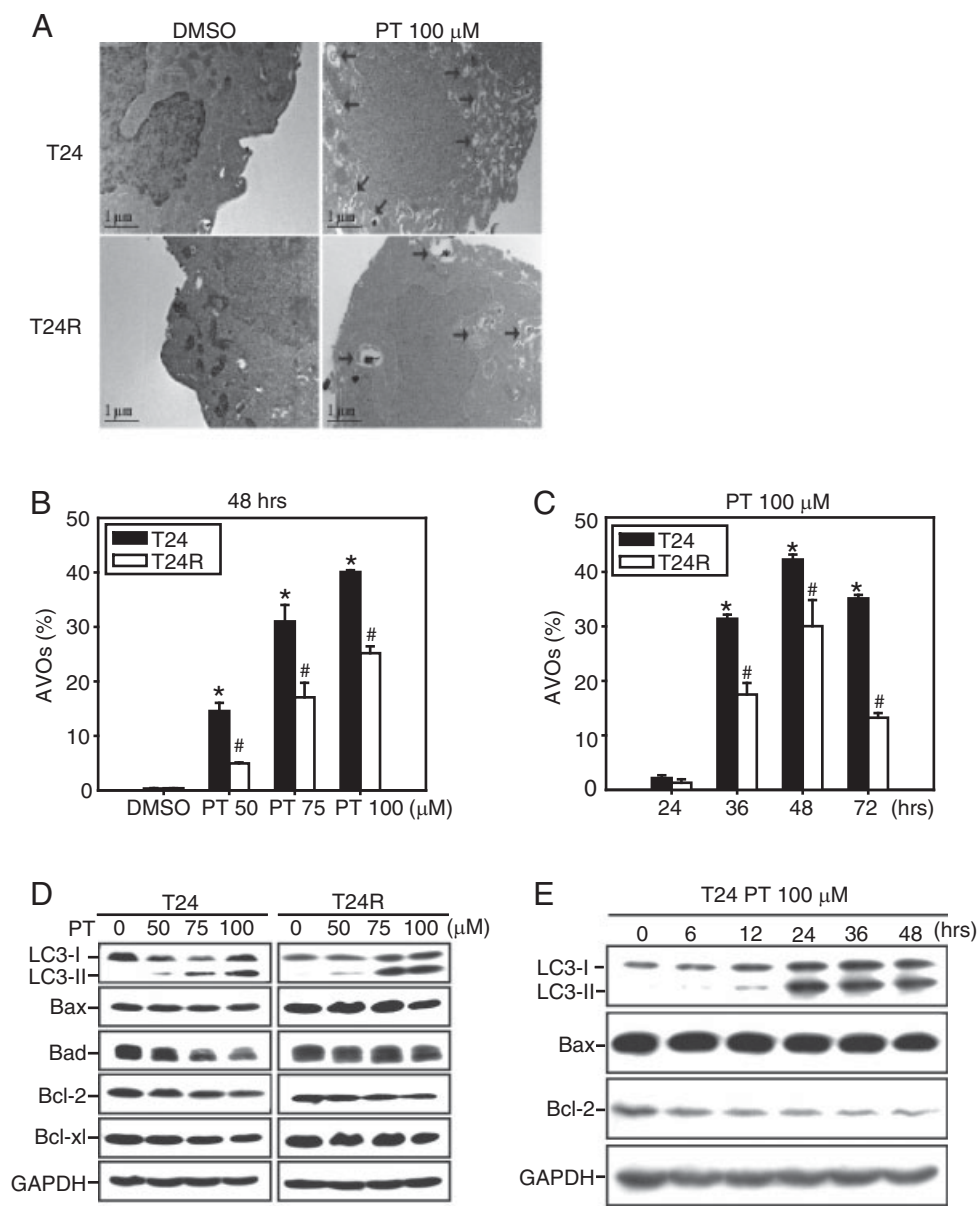 A
DMSO PT 100 μM
T24
1 μm 1 μm
T24R
1 μm 1 μm
B
48 hrs
T24
T24R
AVOs (%)
50
40
30
20
10
0
* * *
# # #
DMSO PT 50 PT 75 PT 100 (μM)
C
PT 100 μM
T24
T24R
AVOs (%)
50
40
30
20
10
0
* * *
# # #
24 36 48 72 (hrs)
D
T24 T24R
PT 0 50 75 100 0 50 75 100 (μM)
LC3-I
LC3-II
Bax
Bad
Bcl-2
Bcl-xl
GAPDH
E
T24 PT 100 μM
0 6 12 24 36 48 (hrs)
LC3-I
LC3-II
Bax
Bcl-2
GAPDH